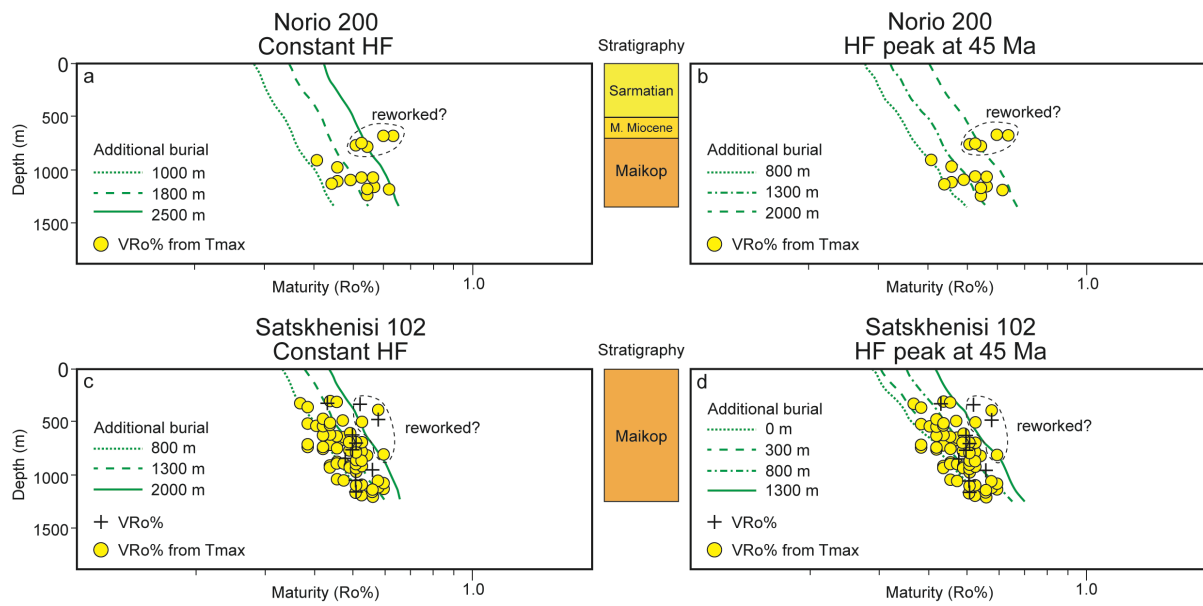 Norio 200
Constant HF
Stratigraphy
Norio 200
HF peak at 45 Ma
0
500
1000
1500
Depth (m)
a
reworked?
Additional burial
1000 m
1800 m
2500 m
VRo% from Tmax
1.0
Maturity (Ro%)
Sarmatian
M. Miocene
Maikop
b
reworked?
Additional burial
800 m
1300 m
2000 m
VRo% from Tmax
1.0
Maturity (Ro%)
Satskhenisi 102
Constant HF
Stratigraphy
Satskhenisi 102
HF peak at 45 Ma
0
500
1000
1500
Depth (m)
c
reworked?
Additional burial
800 m
1300 m
2000 m
VRo%
VRo% from Tmax
1.0
Maturity (Ro%)
Maikop
d
reworked?
Additional burial
0 m
300 m
800 m
1300 m
VRo%
VRo% from Tmax
1.0
Maturity (Ro%)